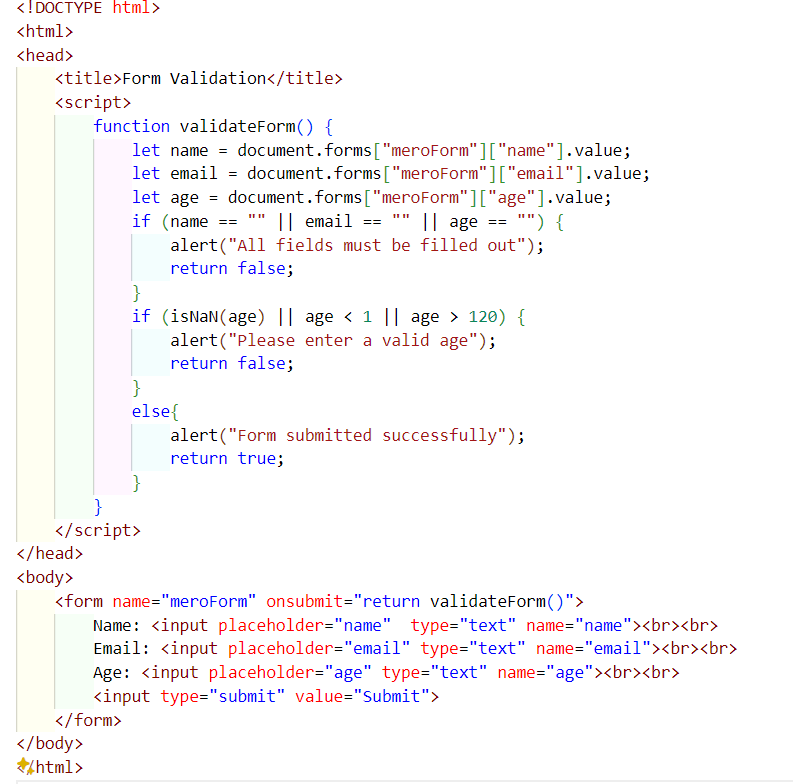 <!DOCTYPE html>
<html>
<head>
    <title>Form Validation</title>
    <script>
        function validateForm() {
            let name = document.forms["meroForm"]["name"].value;
            let email = document.forms["meroForm"]["email"].value;
            let age = document.forms["meroForm"]["age"].value;
            if (name == "" || email == "" || age == "") {
                alert("All fields must be filled out");
                return false;
            }
            if (isNaN(age) || age < 1 || age > 120) {
                alert("Please enter a valid age");
                return false;
            }
            else{
                alert("Form submitted successfully");
                return true;
            }
        }
    </script>
</head>
<body>
    <form name="meroForm" onsubmit="return validateForm()">
        Name: <input placeholder="name"  type="text" name="name"><br><br>
        Email: <input placeholder="email" type="text" name="email"><br><br>
        Age: <input placeholder="age" type="text" name="age"><br><br>
        <input type="submit" value="Submit">
    </form>
</body>
</html>